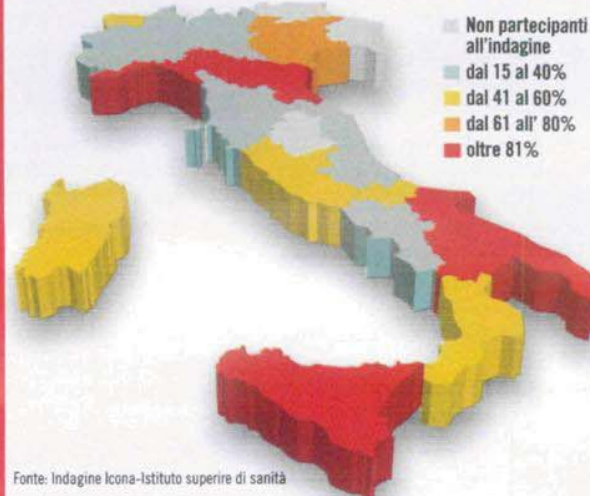 Non partecipanti
all'indagine
dal 15 al 40%
dal 41 al 60%
dal 61 all' 80%
oltre 81%
Fonte: Indagine Icona-Istituto superire di sanità